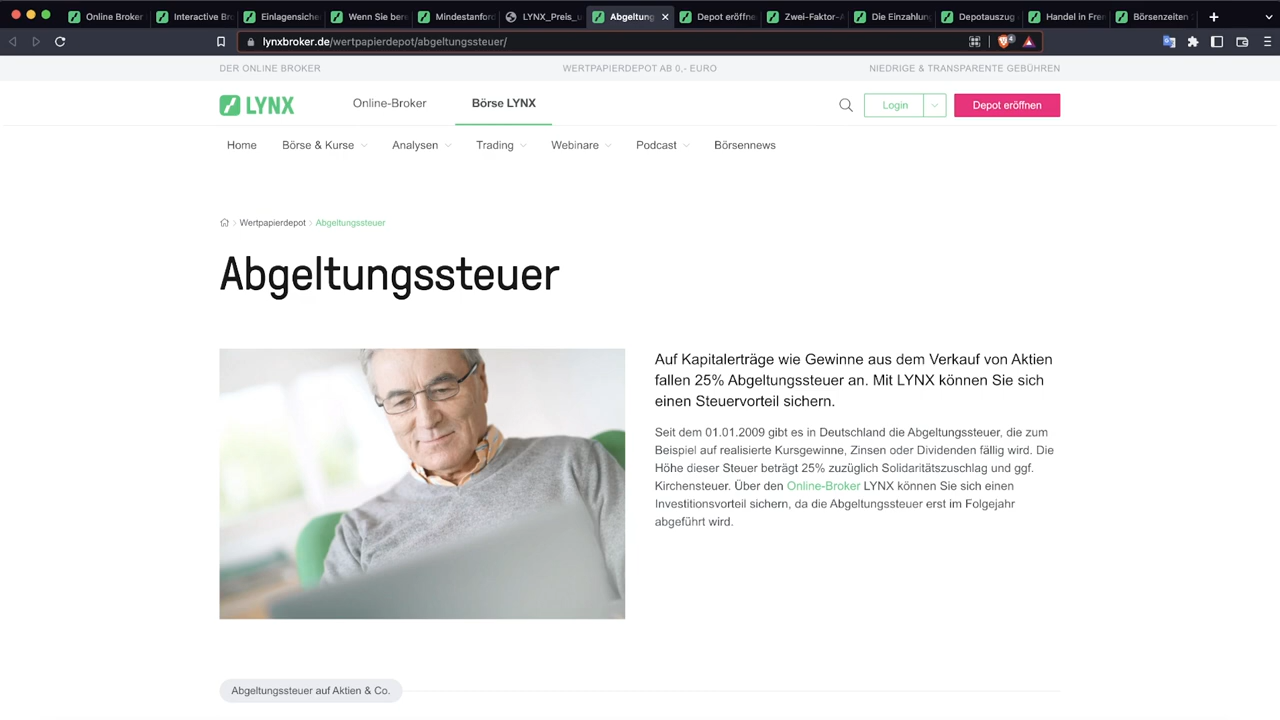 Online Broker
Interactive Br
Einlagensiche
Wenn Sie bere
Mindestanford
LYNX_Preis_u
Abgeltung
Depot eröffne
Zwei-Faktor-A
Die Einzahlung
Depotauszug
Handel in Frem
Börsenzeiten
lynxbroker.de/wertpapierdepot/abgeltungssteuer/
4
DER ONLINE BROKER
WERTPAPIERDEPOT AB 0,- EURO
NIEDRIGE & TRANSPARENTE GEBÜHREN
LYNX
Online-Broker
Börse LYNX
Login
Depot eröffnen
Home
Börse & Kurse
Analysen
Trading
Webinare
Podcast
Börsennews
Wertpapierdepot
Abgeltungssteuer
Abgeltungssteuer
Auf Kapitalerträge wie Gewinne aus dem Verkauf von Aktien
fallen 25% Abgeltungssteuer an. Mit LYNX können Sie sich
einen Steuervorteil sichern.
Seit dem 01.01.2009 gibt es in Deutschland die Abgeltungssteuer, die zum
Beispiel auf realisierte Kursgewinne, Zinsen oder Dividenden fällig wird. Die
Höhe dieser Steuer beträgt 25% zuzüglich Solidaritätszuschlag und ggf.
Kirchensteuer. Über den Online-Broker LYNX können Sie sich einen
Investitionsvorteil sichern, da die Abgeltungssteuer erst im Folgejahr
abgeführt wird.
Abgeltungssteuer auf Aktien & Co.